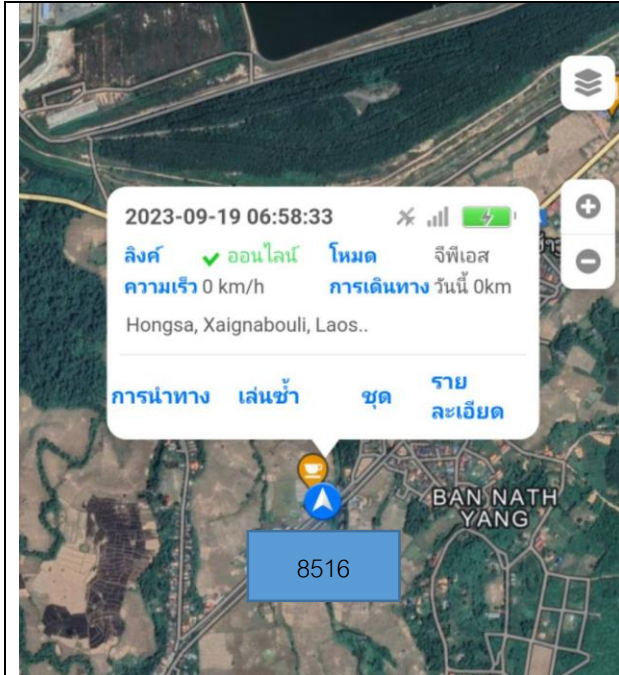 2023-09-19 06:58:33
ลิงค์ ออนไลน์ โหมด จีพีเอส
ความเร็ว 0 km/h การเดินทาง วันนี้ 0km
Hongsa, Xaignabouli, Laos..
การนำทาง เล่นซ้ำ ชุด ราย
ละเอียด
BAN NATH
YANG
8516